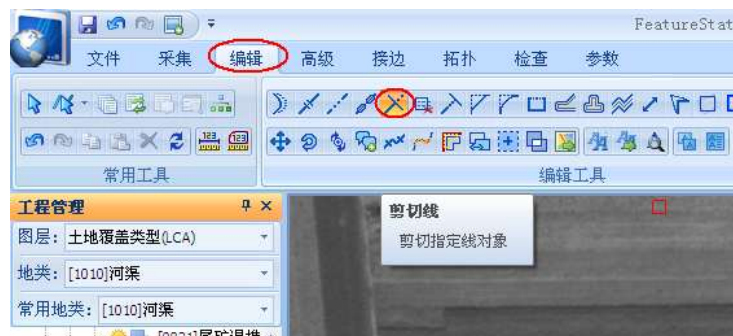 FeatureStat
文件 采集 编辑 高级 接边 拓扑 检查 参数
常用工具 编辑工具
工程管理
剪切线
剪切指定线对象
图层: 土地覆盖类型(LCA)
地类: [1010]河渠
常用地类: [1010]河渠